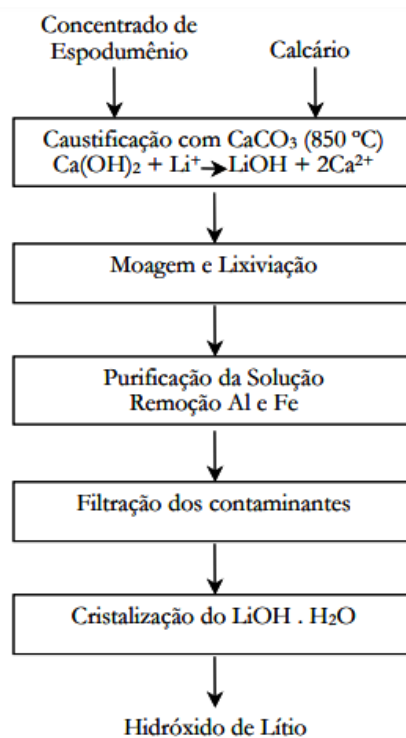 Concentrado de
Espodumênio
Calcário
Caustificação com CaCO₃ (850 ºC)
Ca(OH)₂ + Li⁺→LiOH + 2Ca²⁺
Moagem e Lixiviação
Purificação da Solução
Remoção Al e Fe
Filtração dos contaminantes
Cristalização do LiOH . H₂O
Hidróxido de Lítio